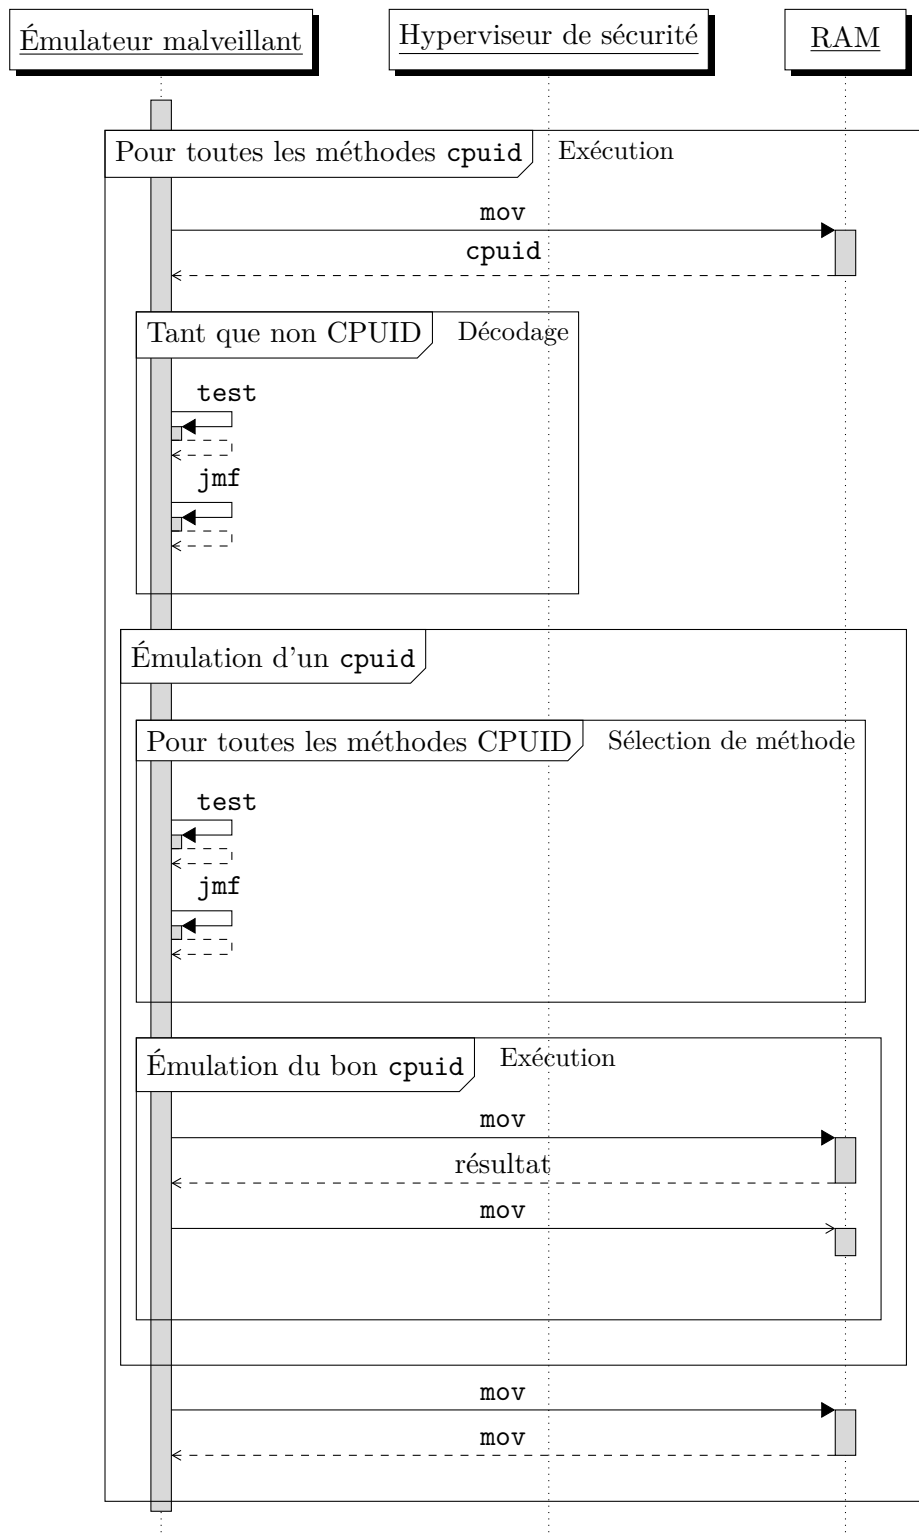 Émulateur malveillant
Hyperviseur de sécurité
RAM
Pour toutes les méthodes cpuid
Exécution
mov
cpuid
Tant que non CPUID
Décodage
test
jmf
Émulation d'un cpuid
Pour toutes les méthodes CPUID
Sélection de méthode
test
jmf
Émulation du bon cpuid
Exécution
mov
résultat
mov
mov
mov